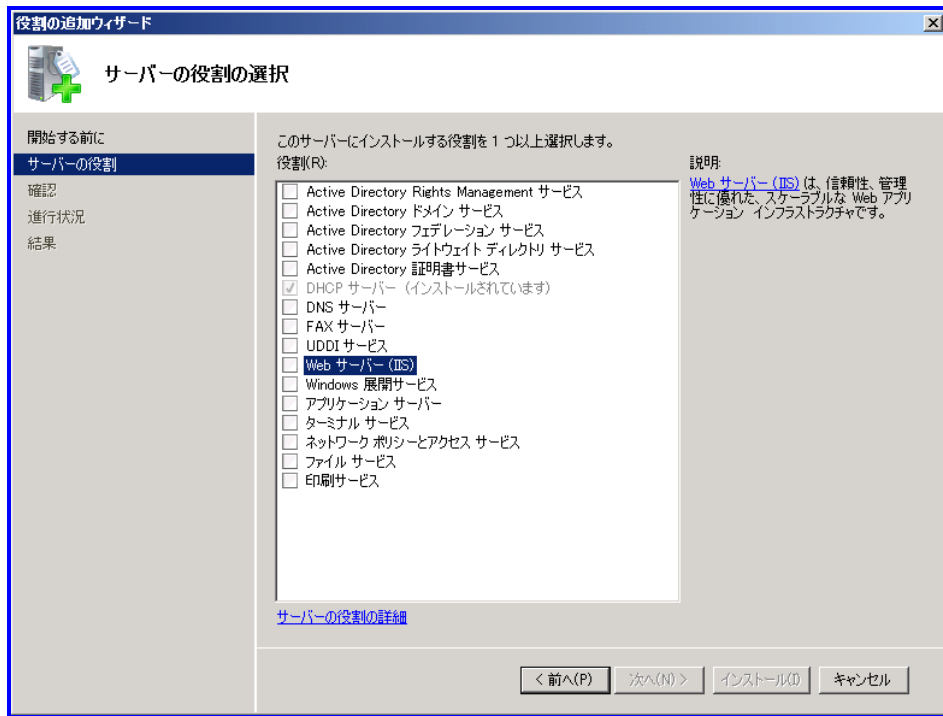 役割の追加ウィザード
サーバーの役割の選択
開始する前に
サーバーの役割
確認
進行状況
結果
このサーバーにインストールする役割を 1 つ以上選択します。
役割(R):
Active Directory Rights Management サービス
Active Directory ドメイン サービス
Active Directory フェデレーション サービス
Active Directory ライトウェイト ディレクトリ サービス
Active Directory 証明書サービス
DHCP サーバー (インストールされています)
DNS サーバー
FAX サーバー
UDDI サービス
Web サーバー (IIS)
Windows 展開サービス
アプリケーション サーバー
ターミナル サービス
ネットワーク ポリシーとアクセス サービス
ファイル サービス
印刷サービス
サーバーの役割の詳細
説明:
Web サーバー (IIS) は、信頼性、管理
性に優れた、スケーラブルな Web アプリ
ケーション インフラストラクチャです。
< 前へ(P)
次へ(N) >
インストール(I)
キャンセル